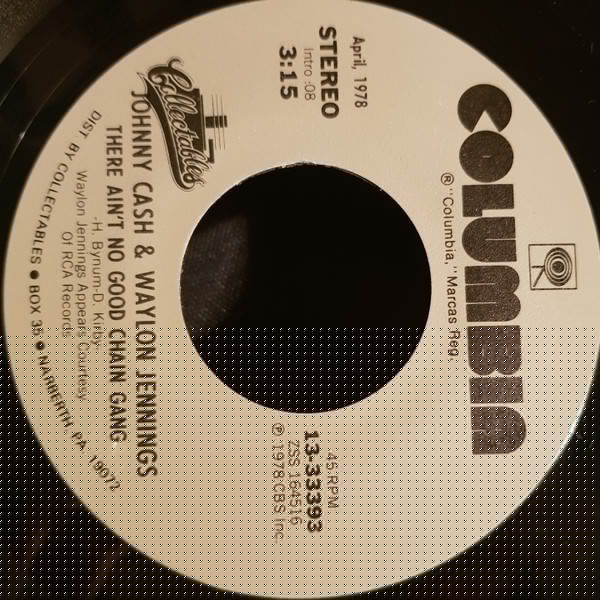 COLUMBIA
®"Columbia," Marcas Reg.
April, 1978
STEREO
Intro :08
3:15
45 RPM
13-33393
ZSS 164516
℗ 1978 CBS Inc.
Collectables
JOHNNY CASH & WAYLON JENNINGS
THERE AIN'T NO GOOD CHAIN GANG
-H. Bynum-D. Kirby-
Waylon Jennings Appears Courtesy
Of RCA Records
DIST. BY COLLECTABLES ● BOX 35 ● NARBERTH, PA. 19072